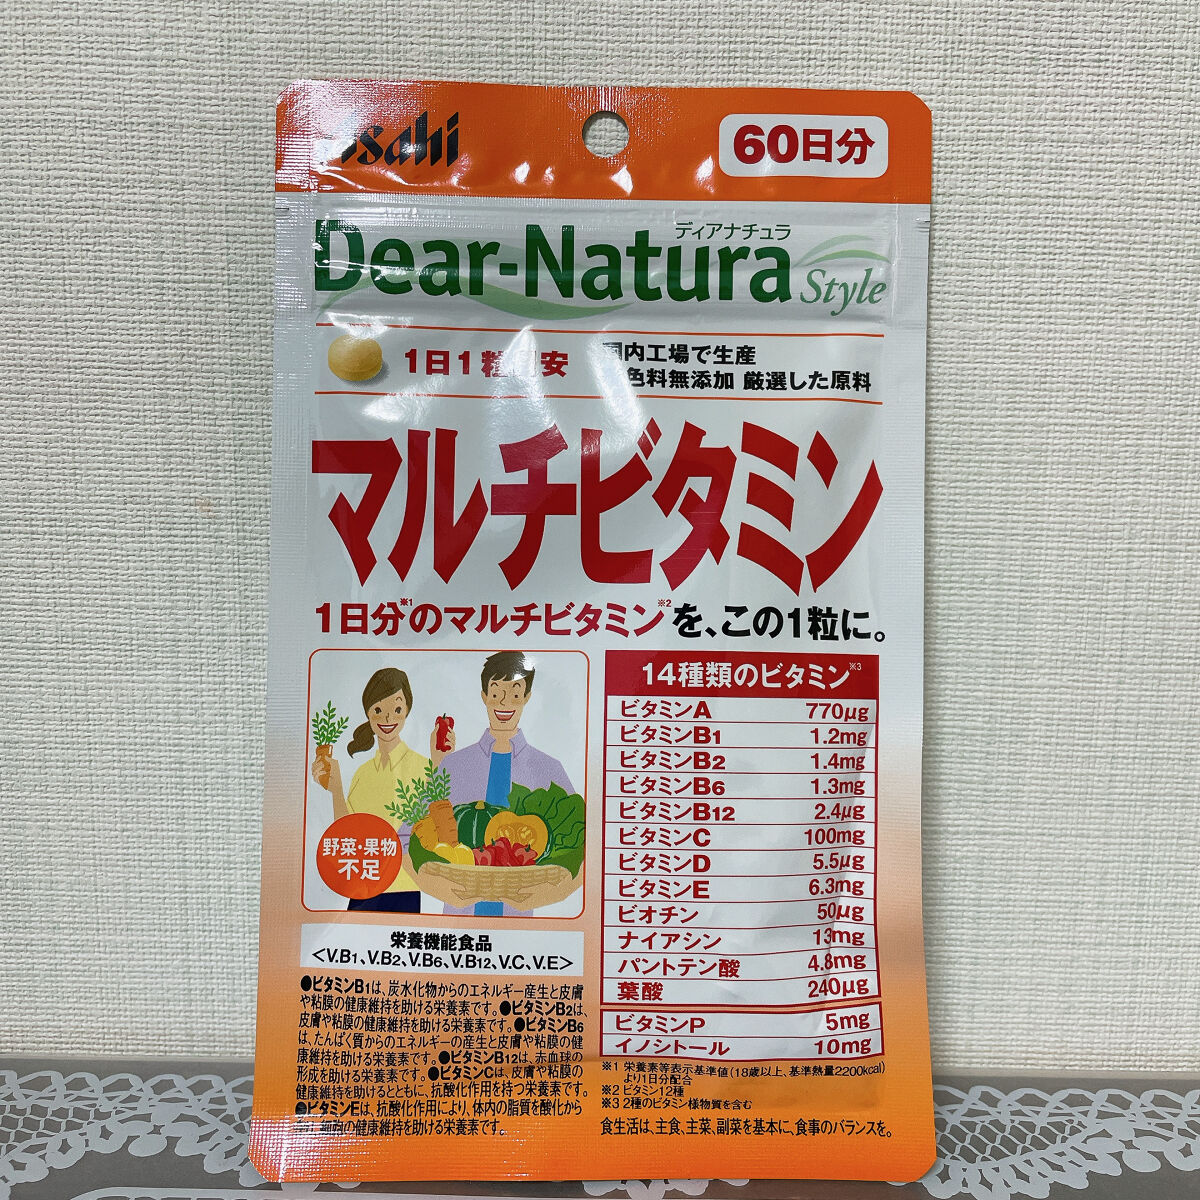 Asahi
60日分
ディアナチュラ
Dear-Natura
Style
1日1粒目安
国内工場で生産
色料無添加 厳選した原料
マルチビタミン
1日分※1のマルチビタミン※2を、この1粒に。
野菜・果物
不足
14種類のビタミン※3
ビタミンA 770μg
ビタミンB1 1.2mg
ビタミンB2 1.4mg
ビタミンB6 1.3mg
ビタミンB12 2.4μg
ビタミンC 100mg
ビタミンD 5.5μg
ビタミンE 6.3mg
ビオチン 50μg
ナイアシン 13mg
パントテン酸 4.8mg
葉酸 240μg
ビタミンP 5mg
イノシトール 10mg
※1 栄養素等表示基準値(18歳以上、基準熱量2200kcal)
より1日分配合
※2 ビタミン12種
※3 2種のビタミン様物質を含む
食生活は、主食、主菜、副菜を基本に、食事のバランスを。
栄養機能食品
<V.B1、V.B2、V.B6、V.B12、V.C、V.E>
●ビタミンB1は、炭水化物からのエネルギー産生と皮膚
や粘膜の健康維持を助ける栄養素です。●ビタミンB2は、
皮膚や粘膜の健康維持を助ける栄養素です。●ビタミンB6
は、たんぱく質からのエネルギーの産生と皮膚や粘膜の健
康維持を助ける栄養素です。●ビタミンB12は、赤血球の
形成を助ける栄養素です。●ビタミンCは、皮膚や粘膜の
健康維持を助けるとともに、抗酸化作用を持つ栄養素です。
●ビタミンEは、抗酸化作用により、体内の脂質を酸化から
細胞の健康維持を助ける栄養素です。